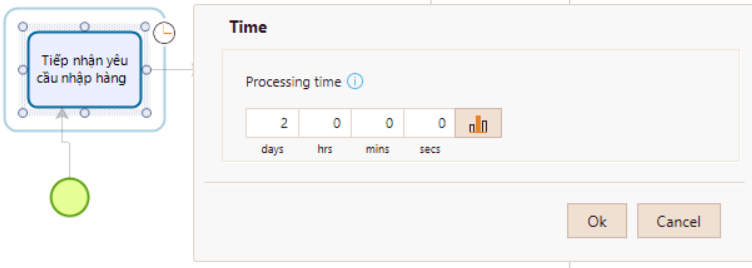 Tiếp nhận yêu
cầu nhập hàng
Time
Processing time
2 0 0 0
days hrs mins secs
Ok Cancel